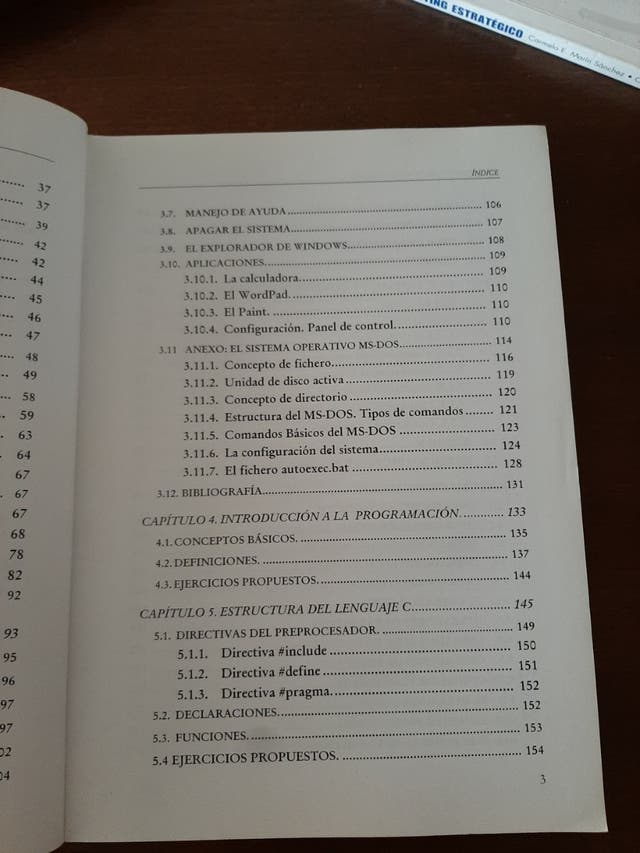 TING ESTRATÉGICO Carmelo E. Marín Sánchez •
37
37
39
42
42
44
45
46
47
48
49
58
59
63
64
67
67
67
68
78
82
92
93
95
96
97
97
02
04
ÍNDICE
3.7. MANEJO DE AYUDA 106
3.8. APAGAR EL SISTEMA 107
3.9. EL EXPLORADOR DE WINDOWS 108
3.10. APLICACIONES 109
3.10.1. La calculadora 109
3.10.2. El WordPad. 110
3.10.3. El Paint. 110
3.10.4. Configuración. Panel de control. 110
3.11 ANEXO: EL SISTEMA OPERATIVO MS-DOS 114
3.11.1. Concepto de fichero 116
3.11.2. Unidad de disco activa 119
3.11.3. Concepto de directorio 120
3.11.4. Estructura del MS-DOS. Tipos de comandos 121
3.11.5. Comandos Básicos del MS-DOS 123
3.11.6. La configuración del sistema 124
3.11.7. El fichero autoexec.bat 128
3.12. BIBLIOGRAFÍA 131
CAPÍTULO 4. INTRODUCCIÓN A LA PROGRAMACIÓN. 133
4.1. CONCEPTOS BÁSICOS. 135
4.2. DEFINICIONES. 137
4.3. EJERCICIOS PROPUESTOS. 144
CAPÍTULO 5. ESTRUCTURA DEL LENGUAJE C 145
5.1. DIRECTIVAS DEL PREPROCESADOR. 149
5.1.1. Directiva #include 150
5.1.2. Directiva #define 151
5.1.3. Directiva #pragma. 152
5.2. DECLARACIONES. 152
5.3. FUNCIONES. 153
5.4 EJERCICIOS PROPUESTOS. 154
3